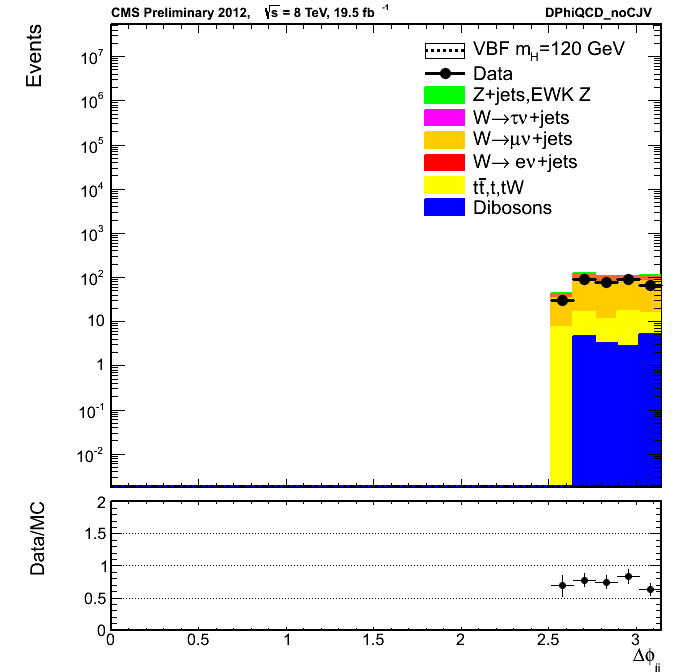 CMS Preliminary 2012, √s = 8 TeV, 19.5 fb⁻¹ DPhiQCD_noCJV
Events
10⁷
10⁶
10⁵
10⁴
10³
10²
10
1
10⁻¹
10⁻²
VBF m_H=120 GeV
Data
Z+jets,EWK Z
W→τν+jets
W→μν+jets
W→ eν+jets
tt̄,t,tW
Dibosons
Data/MC
2
1.5
1
0.5
0
0 0.5 1 1.5 2 2.5 3
Δϕ_jj